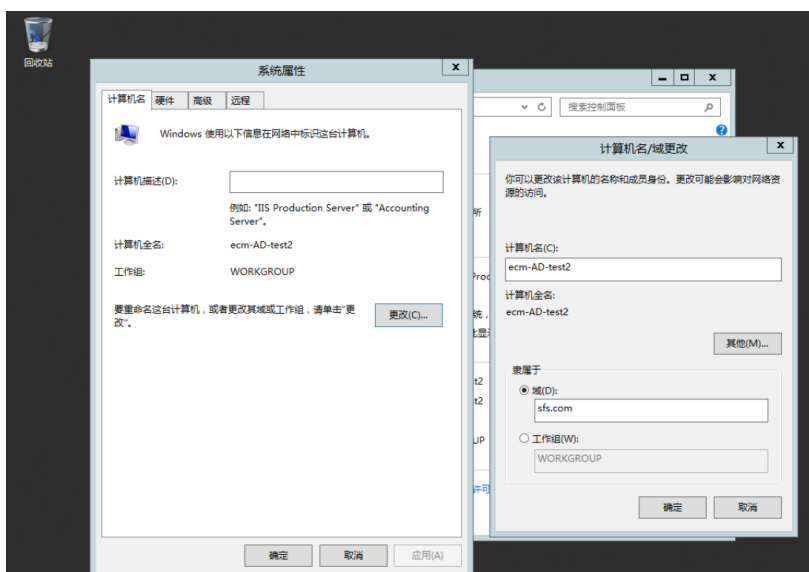 回收站
系统属性
计算机名 硬件 高级 远程
Windows 使用以下信息在网络中标识这台计算机。
计算机描述(D):
例如: "IIS Production Server" 或 "Accounting
Server"。
计算机全名:
ecm-AD-test2
工作组:
WORKGROUP
要重命名这台计算机，或者更改其域或工作组，请单击"更
改"。
更改(C)...
确定 取消 应用(A)
搜索控制面板
所
统，
t2
t2
UP
许可
计算机名/域更改
你可以更改该计算机的名称和成员身份。更改可能会影响对网络资
源的访问。
计算机名(C):
ecm-AD-test2
计算机全名:
ecm-AD-test2
其他(M)...
隶属于
域(D):
sfs.com
工作组(W):
WORKGROUP
确定 取消